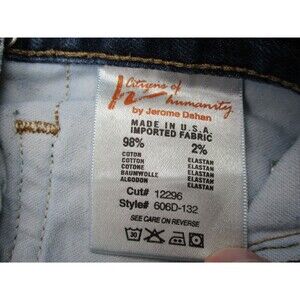 Citizens of
humanity
by Jerome Dahan
MADE IN U.S.A
IMPORTED FABRIC
98% 2%
COTON ELASTAN
COTTON ELASTAN
COTONE ELASTAN
BAUMWOLLE ELASTAN
ALGODON ELASTAN
Cut# 12296
Style# 606D-132
SEE CARE ON REVERSE
30